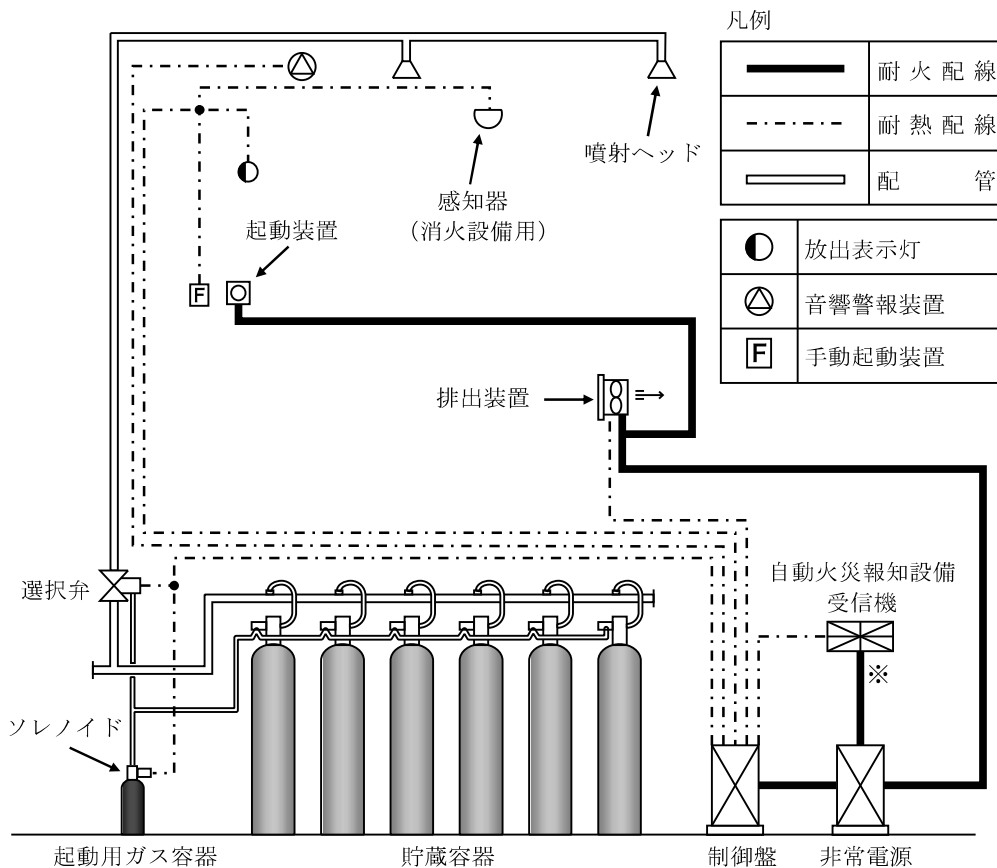 凡例
耐火配線
耐熱配線
配管
放出表示灯
音響警報装置
F
手動起動装置
噴射ヘッド
感知器
（消火設備用）
起動装置
F
排出装置
選択弁
自動火災報知設備
受信機
※
ソレノイド
起動用ガス容器
貯蔵容器
制御盤
非常電源